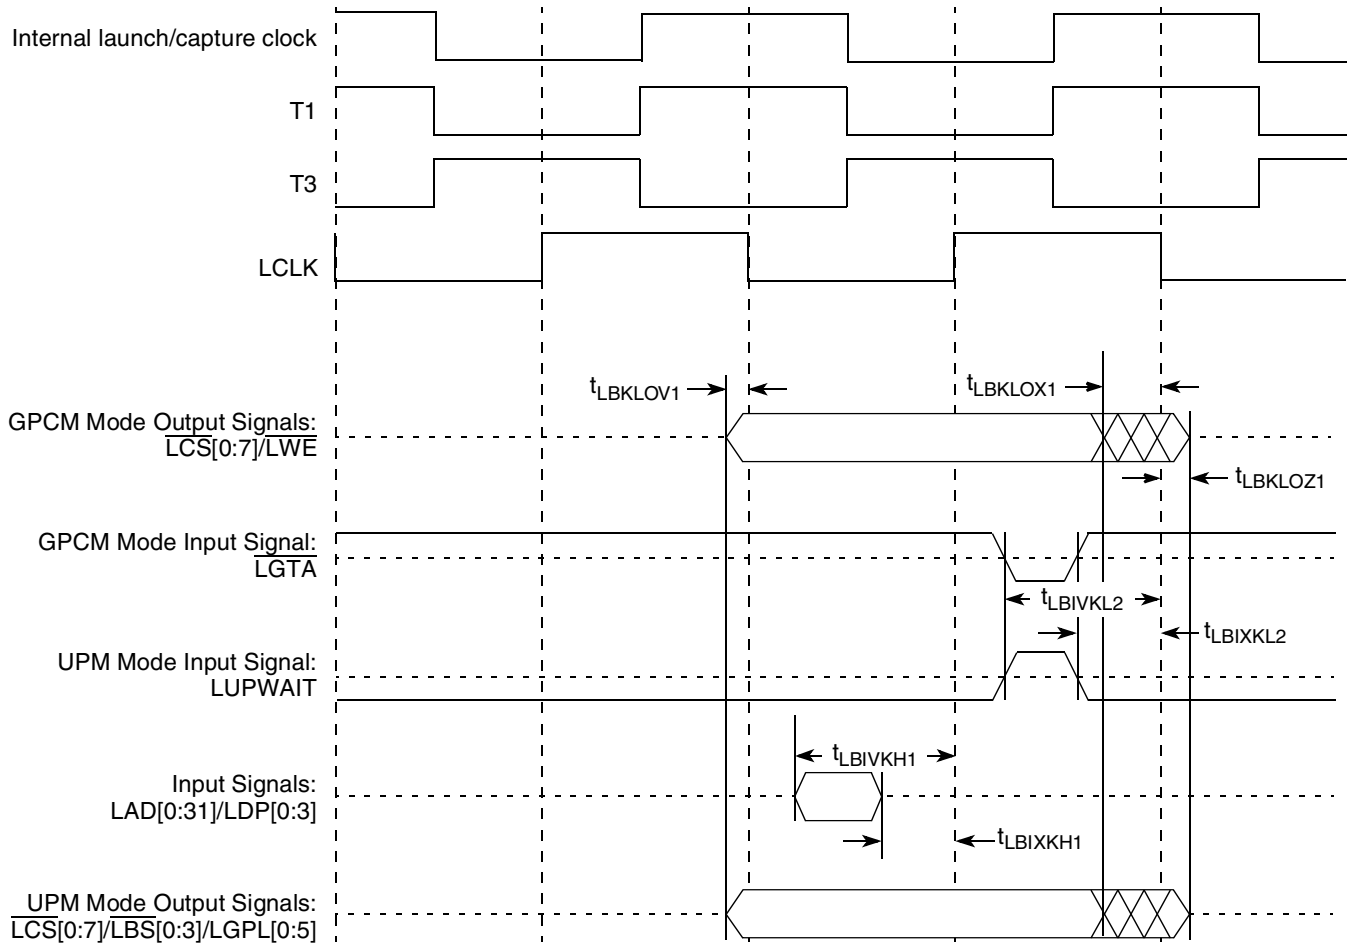 Internal launch/capture clock
T1
T3
LCLK
tLBKLOV1
tLBKLOX1
GPCM Mode Output Signals:
LCS[0:7]/LWE
tLBKLOZ1
GPCM Mode Input Signal:
LGTA
tLBIVKL2
tLBIXKL2
UPM Mode Input Signal:
LUPWAIT
tLBIVKH1
Input Signals:
LAD[0:31]/LDP[0:3]
tLBIXKH1
UPM Mode Output Signals:
LCS[0:7]/LBS[0:3]/LGPL[0:5]